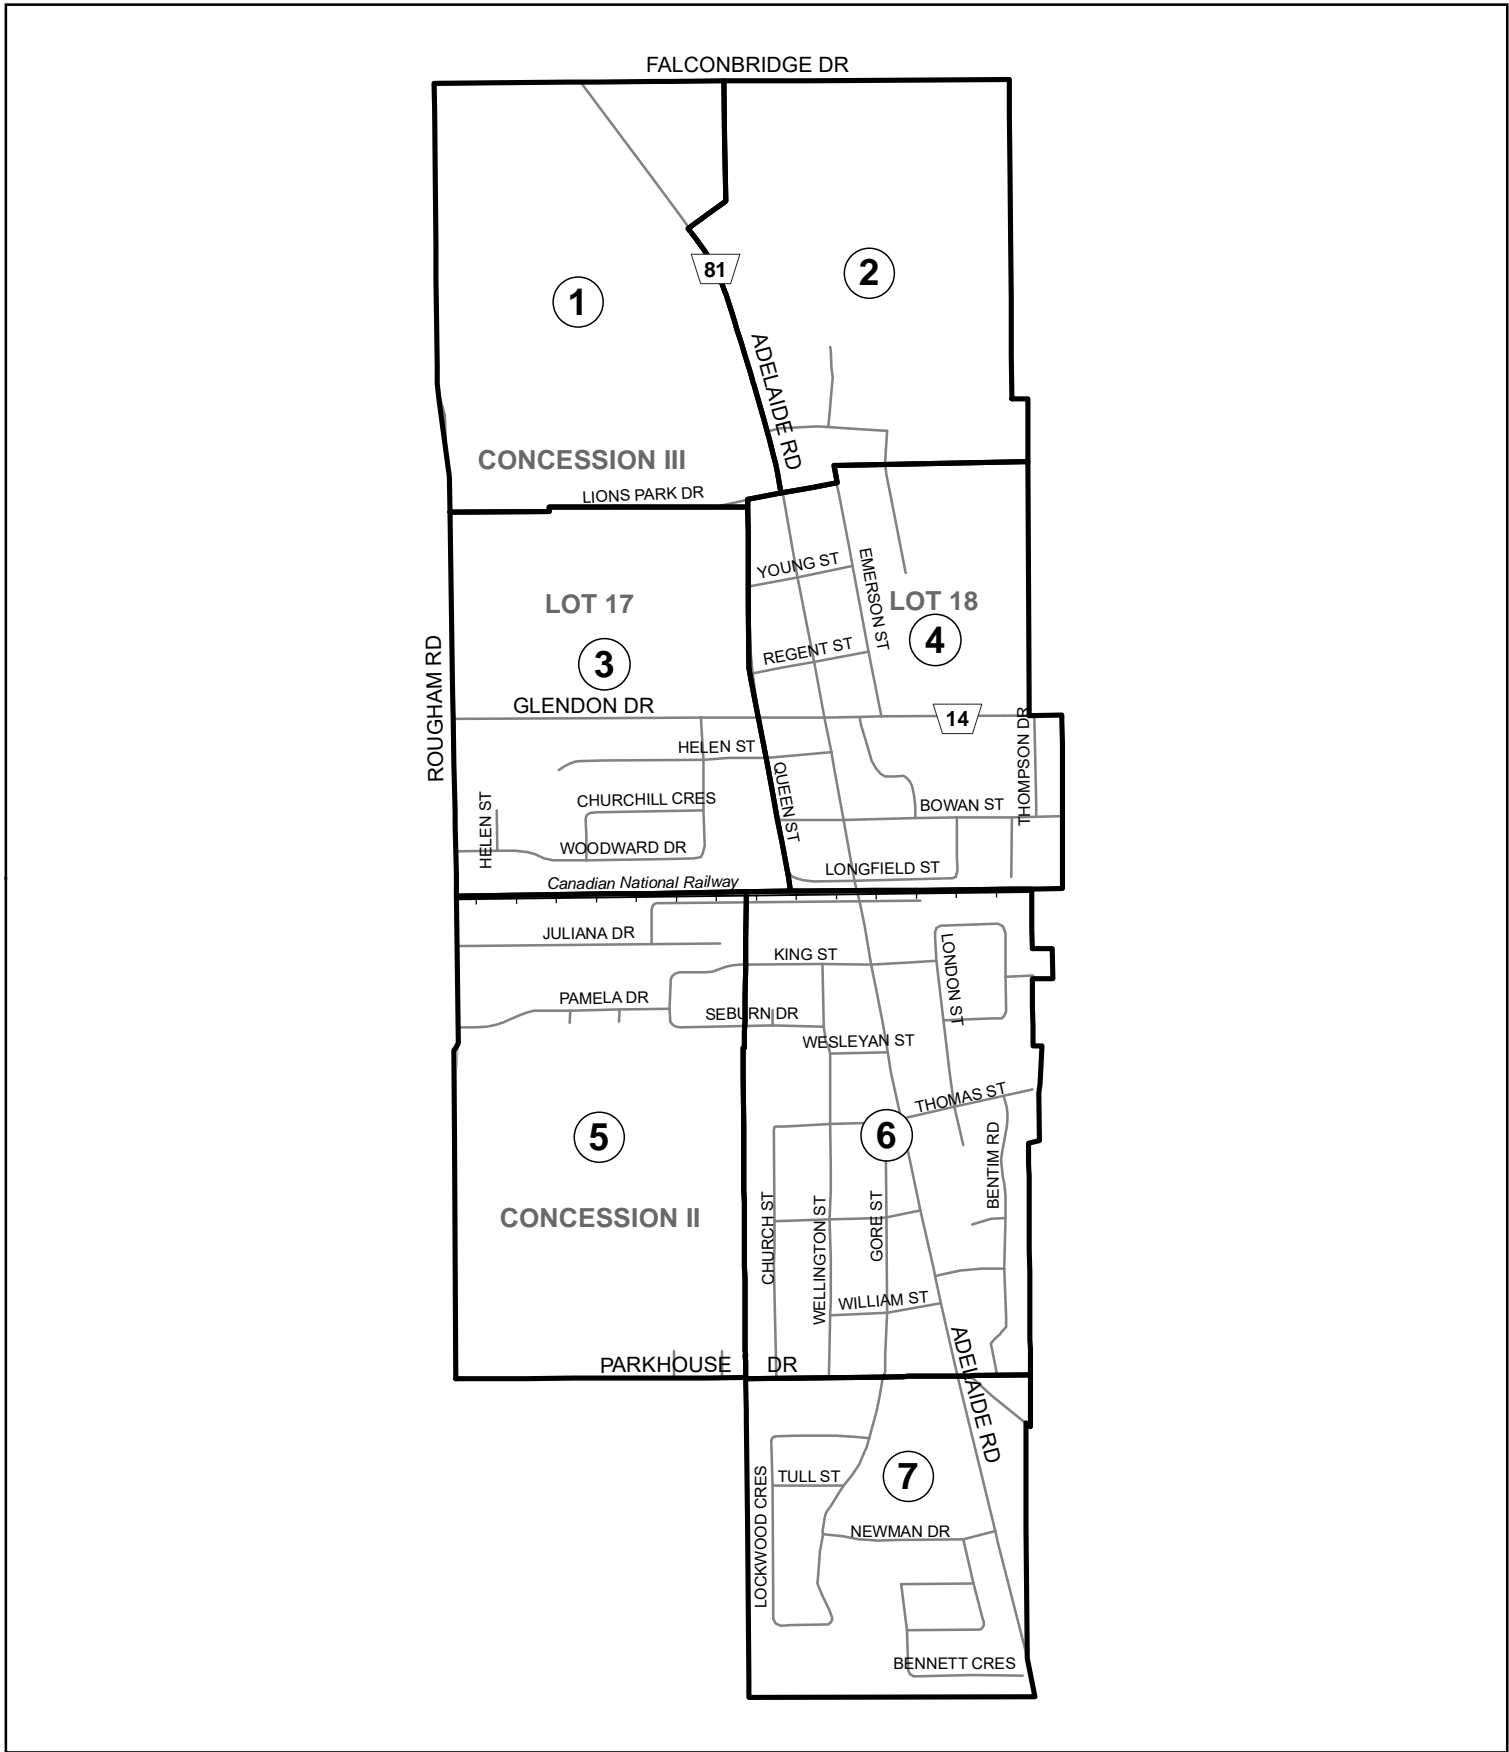 FALCONBRIDGE DR
81
2
1
ADELAIDE RD
CONCESSION III
LIONS PARK DR
YOUNG ST
EMERSON ST
LOT 17
LOT 18
4
REGENT ST
3
ROUGHAM RD
GLENDON DR
14
THOMPSON DR
HELEN ST
QUEEN ST
CHURCHILL CRES
BOWAN ST
HELEN ST
WOODWARD DR
LONGFIELD ST
Canadian National Railway
JULIANA DR
KING ST
LONDON ST
PAMELA DR
SEBURN DR
WESLEYAN ST
THOMAS ST
5
6
BENTIM RD
CONCESSION II
CHURCH ST
WELLINGTON ST
GORE ST
WILLIAM ST
PARKHOUSE DR
ADELAIDE RD
LOCKWOOD CRES
TULL ST
7
NEWMAN DR
BENNETT CRES